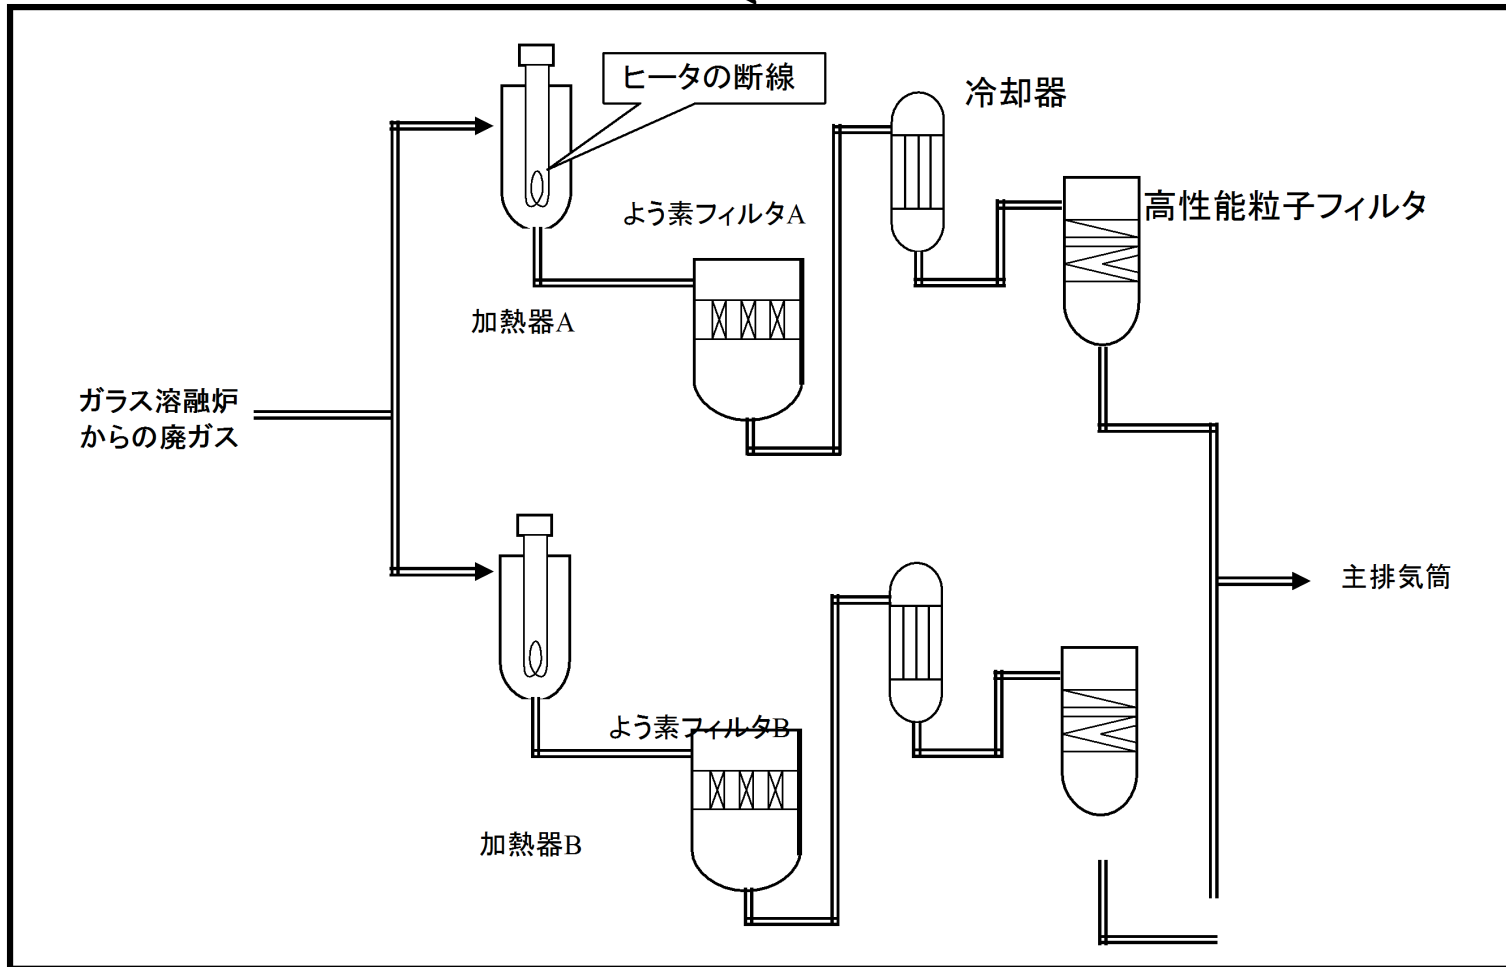 ヒータの断線
冷却器
高性能粒子フィルタ
よう素フィルタA
加熱器A
ガラス溶融炉
からの廃ガス
主排気筒
よう素フィルタB
加熱器B